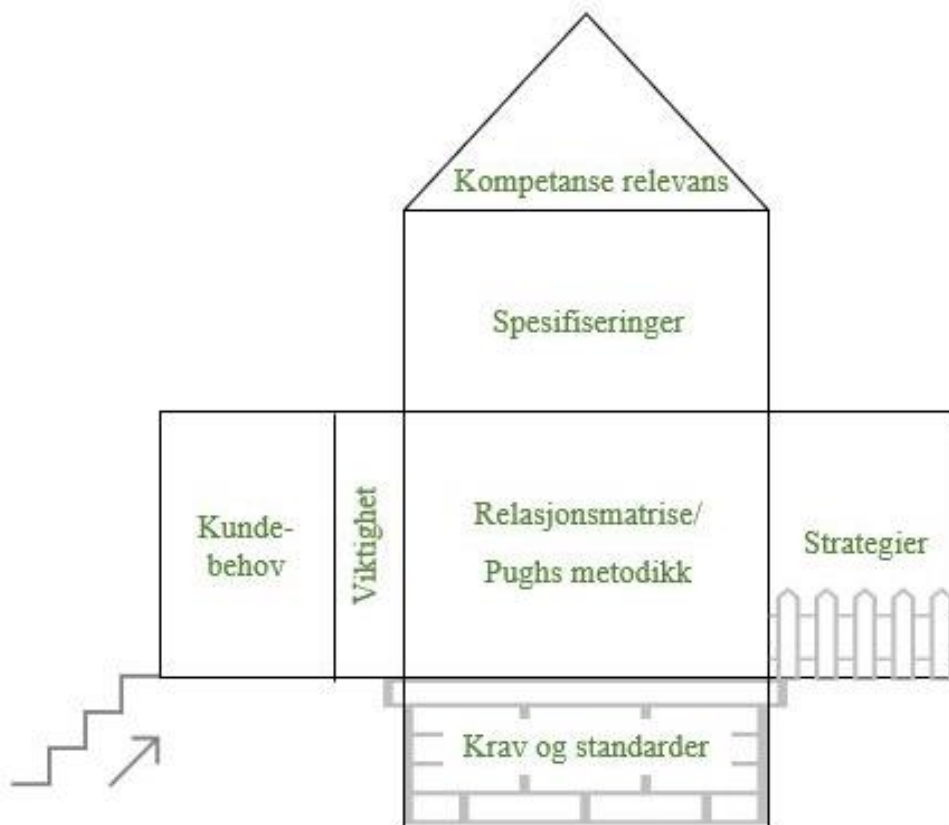 Kompetanse relevans
Spesifiseringer
Kunde-
behov
Viktighet
Relasjonsmatrise/
Pughs metodikk
Strategier
Krav og standarder